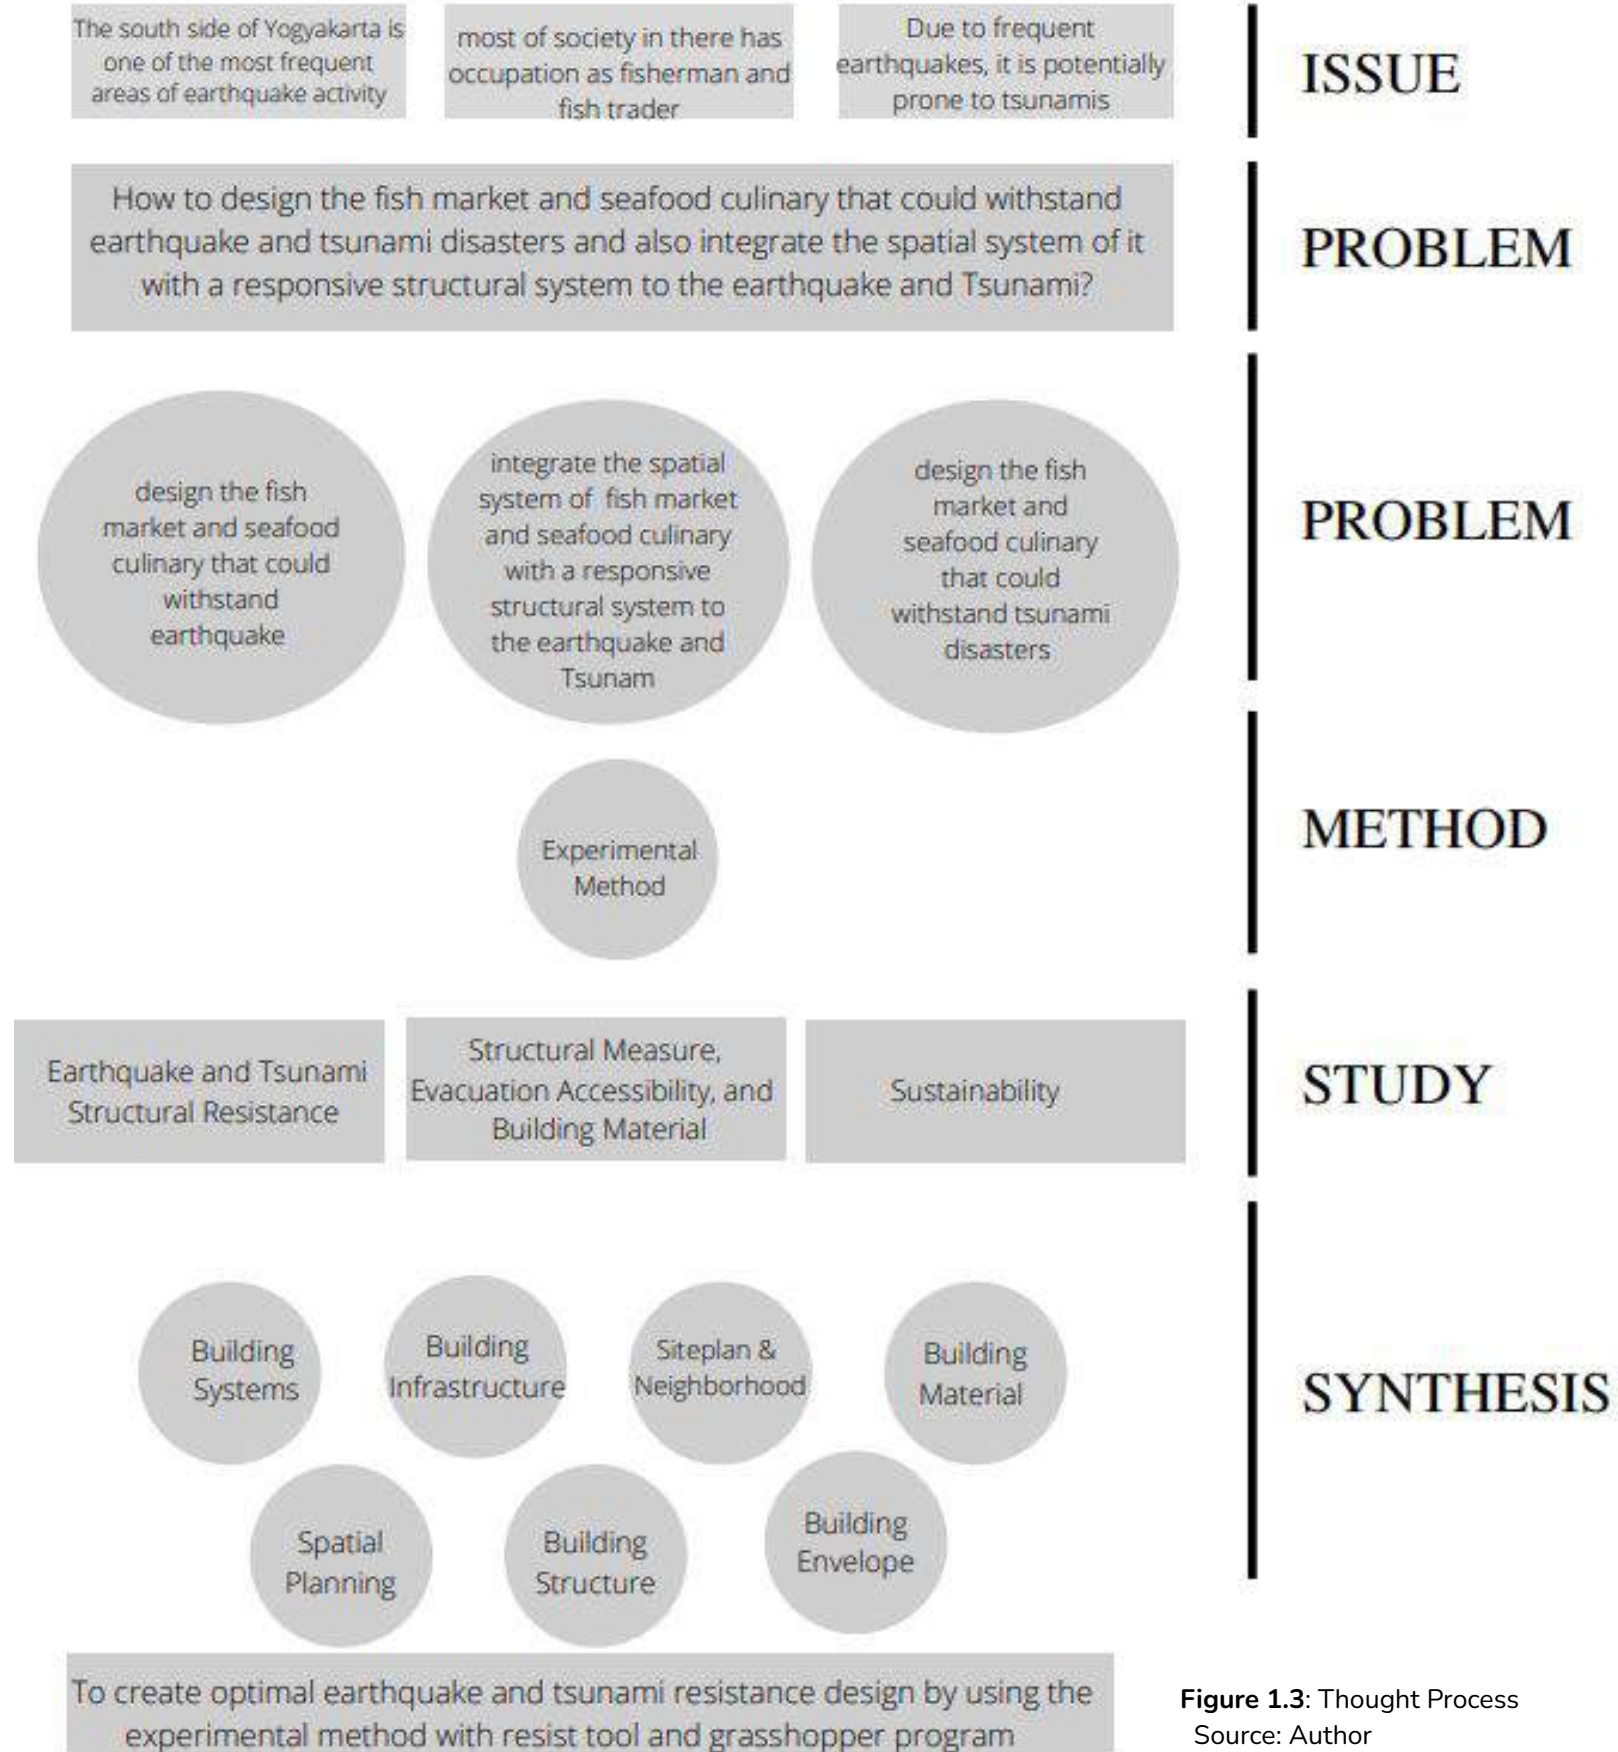 The south side of Yogyakarta is
one of the most frequent
areas of earthquake activity
most of society in there has
occupation as fisherman and
fish trader
Due to frequent
earthquakes, it is potentially
prone to tsunamis
ISSUE
How to design the fish market and seafood culinary that could withstand
earthquake and tsunami disasters and also integrate the spatial system of it
with a responsive structural system to the earthquake and Tsunami?
PROBLEM
design the fish
market and seafood
culinary that could
withstand
earthquake
integrate the spatial
system of fish market
and seafood culinary
with a responsive
structural system to
the earthquake and
Tsunam
design the fish
market and
seafood culinary
that could
withstand tsunami
disasters
PROBLEM
Experimental
Method
METHOD
Earthquake and Tsunami
Structural Resistance
Structural Measure,
Evacuation Accessibility, and
Building Material
Sustainability
STUDY
Building
Systems
Building
Infrastructure
Siteplan &
Neighborhood
Building
Material
Spatial
Planning
Building
Structure
Building
Envelope
SYNTHESIS
To create optimal earthquake and tsunami resistance design by using the
experimental method with resist tool and grasshopper program
Figure 1.3: Thought Process
Source: Author